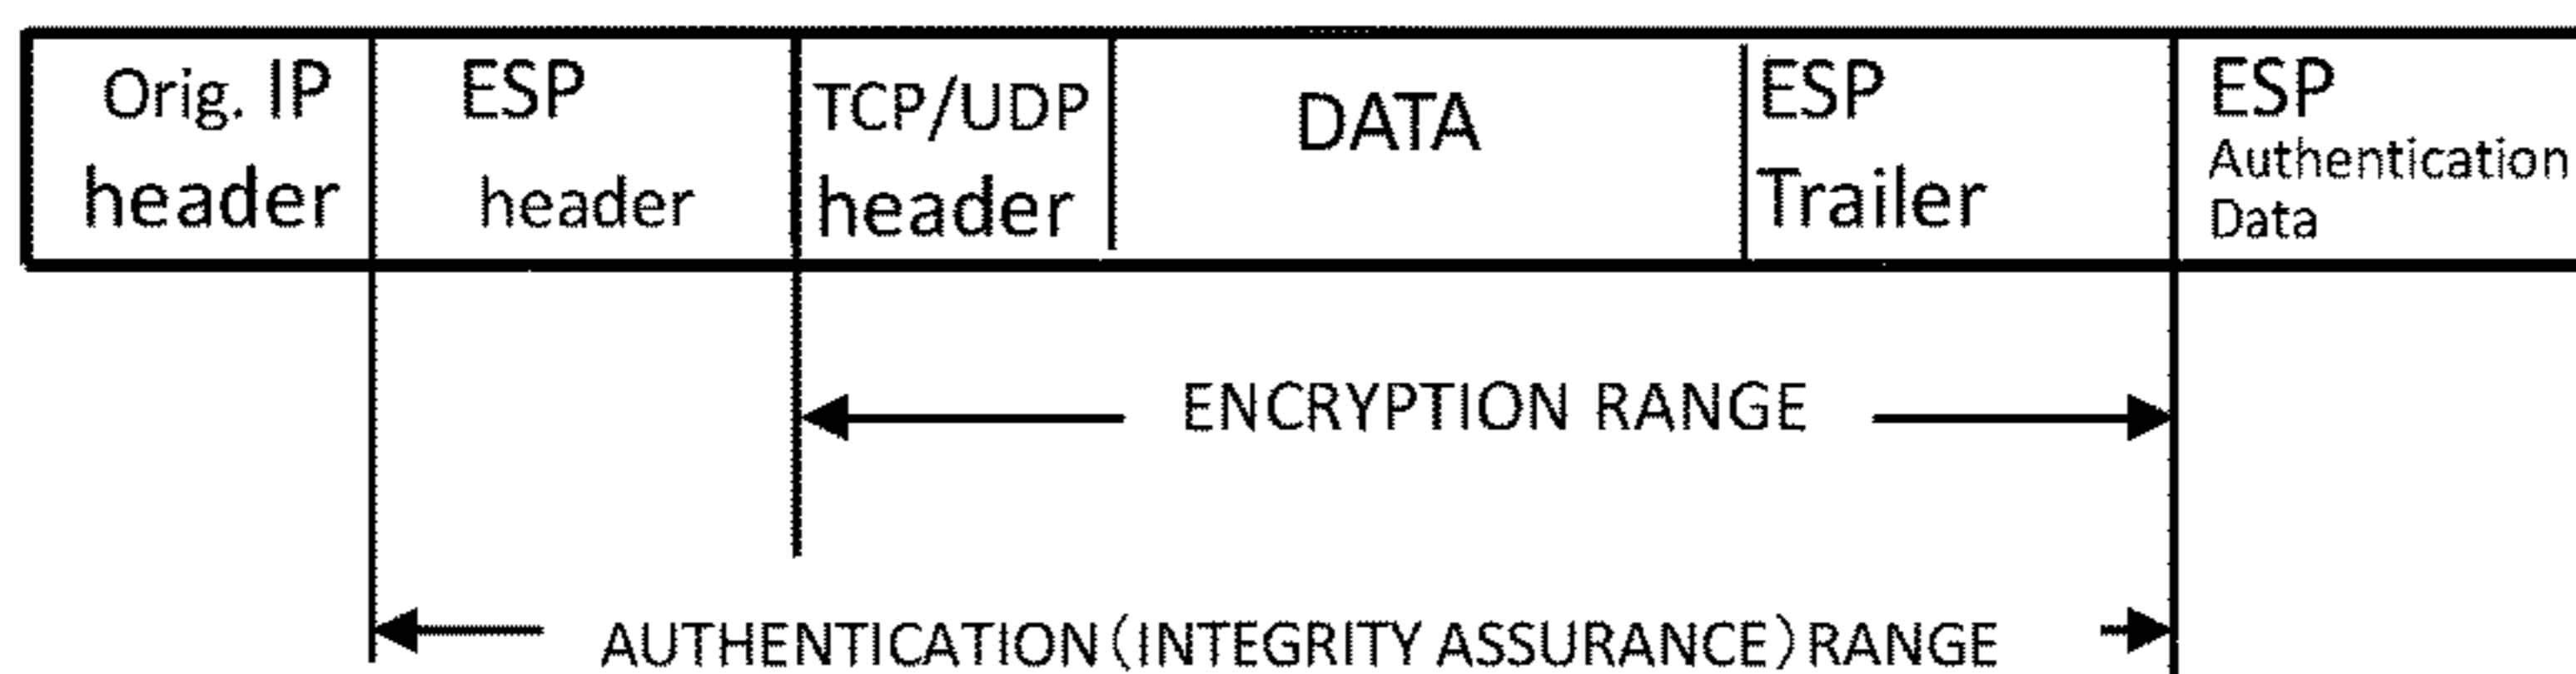 Orig. IP
header
ESP
header
TCP/UDP
header
DATA
ESP
Trailer
ESP
Authentication
Data
ENCRYPTION RANGE
AUTHENTICATION(INTEGRITY ASSURANCE)RANGE